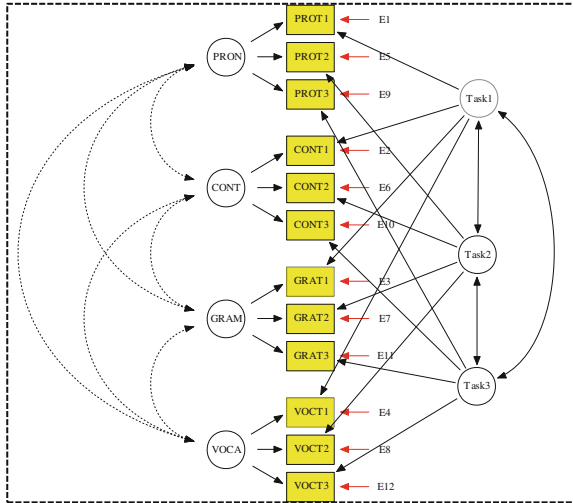 PROT1 E1
PRON PROT2 E5
PROT3 E9 Task1
CONT1 E2
CONT CONT2 E6
CONT3 E10
Task2
GRAT1 E3
GRAM GRAT2 E7
GRAT3 E11
Task3
VOCT1 E4
VOCA VOCT2 E8
VOCT3 E12